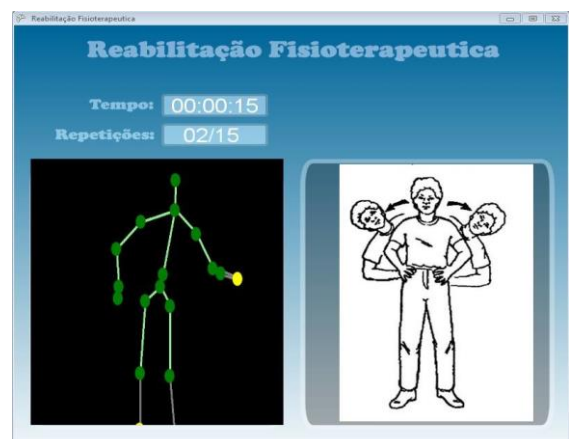 Reabilitação Fisioterapeutica
Reabilitação Fisioterapeutica
Tempo: 00:00:15
Repetições: 02/15